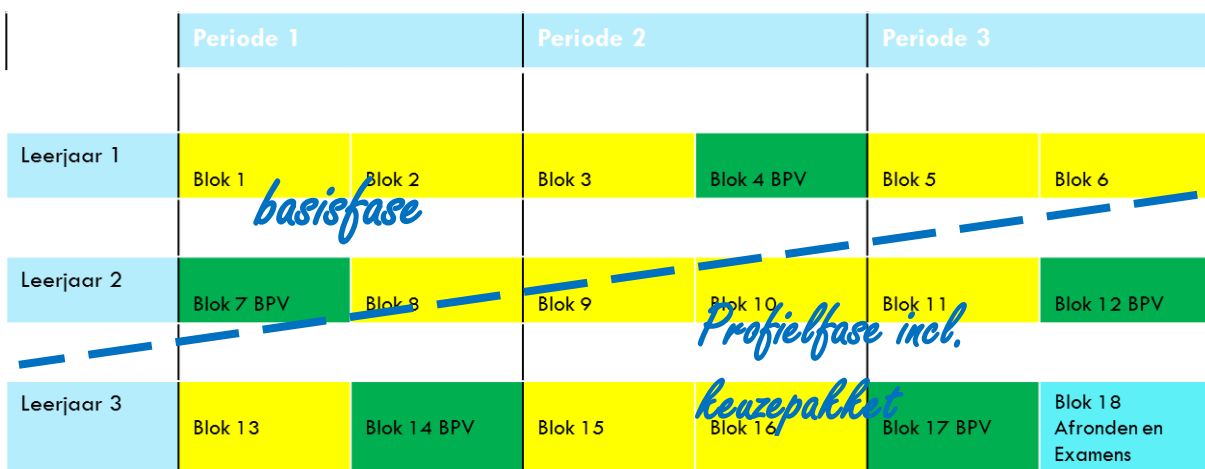 Periode 1 Periode 2 Periode 3
Leerjaar 1
Blok 1 Blok 2 Blok 3 Blok 4 BPV Blok 5 Blok 6
basisfase
Leerjaar 2
Blok 7 BPV Blok 8 Blok 9 Blok 10 Blok 11 Blok 12 BPV
Profielfase incl.
keuzepakket
Leerjaar 3
Blok 13 Blok 14 BPV Blok 15 Blok 16 Blok 17 BPV
Blok 18
Afronden en
Examens